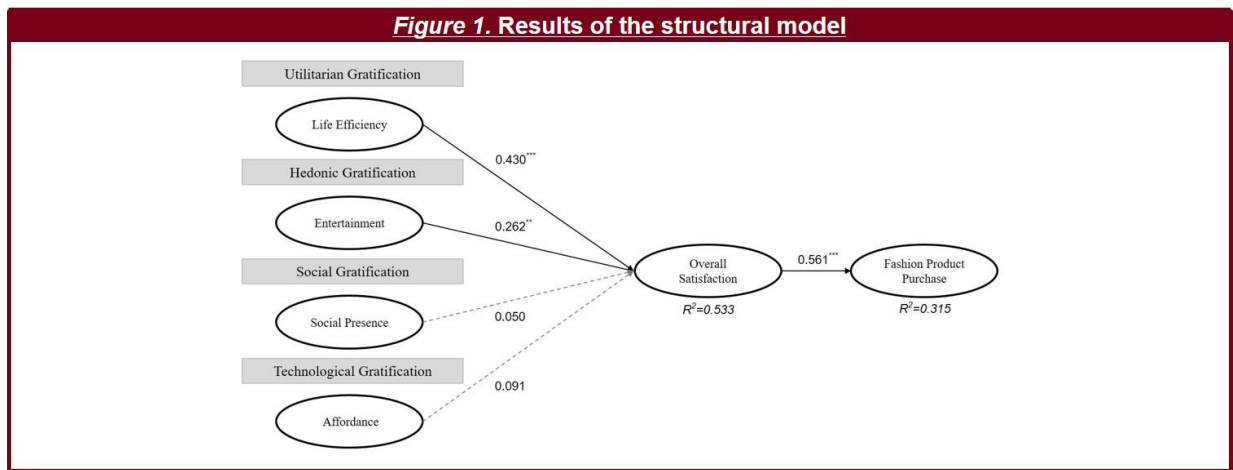 Figure 1. Results of the structural model
Utilitarian Gratification
Life Efficiency
0.430***
Hedonic Gratification
Entertainment
0.262**
Social Gratification
Social Presence
0.050
Technological Gratification
Affordance
0.091
Overall
Satisfaction
R²=0.533
0.561***
Fashion Product
Purchase
R²=0.315